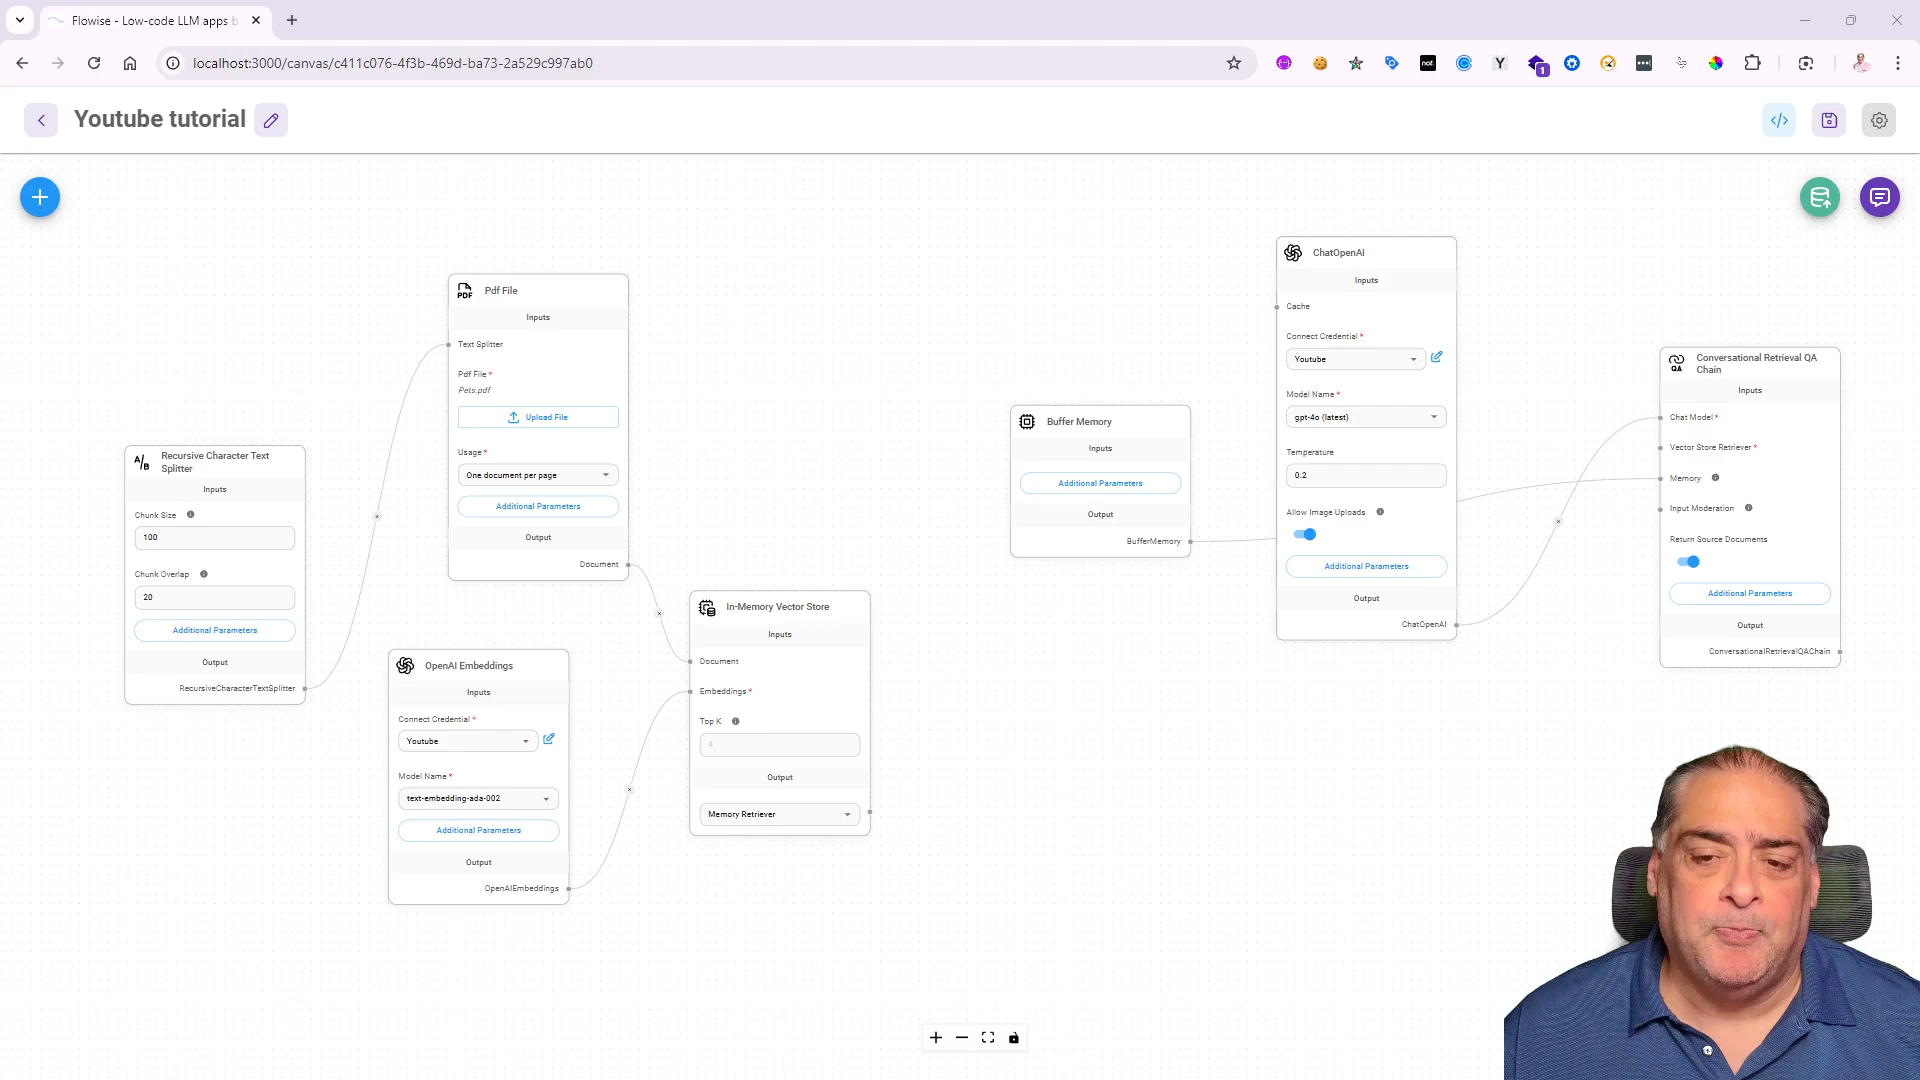 Flowise - Low-code LLM apps b
localhost:3000/canvas/c411c076-4f3b-469d-ba73-2a529c997ab0
not.
Y
1
Youtube tutorial
</>
Recursive Character Text
Splitter
A/B
Inputs
Chunk Size
100
Chunk Overlap
20
Additional Parameters
Output
RecursiveCharacterTextSplitter
PDF
Pdf File
Inputs
Text Splitter
Pdf File *
Pets.pdf
Upload File
Usage *
One document per page
Additional Parameters
Output
Document
OpenAI Embeddings
Inputs
Connect Credential *
Youtube
Model Name *
text-embedding-ada-002
Additional Parameters
Output
OpenAIEmbeddings
In-Memory Vector Store
Inputs
Document
Embeddings *
Top K
4
Output
Memory Retriever
Buffer Memory
Inputs
Additional Parameters
Output
BufferMemory
ChatOpenAI
Inputs
Cache
Connect Credential *
Youtube
Model Name *
gpt-4o (latest)
Temperature
0.2
Allow Image Uploads
Additional Parameters
Output
ChatOpenAI
QA
Conversational Retrieval QA
Chain
Inputs
Chat Model *
Vector Store Retriever *
Memory
Input Moderation
Return Source Documents
Additional Parameters
Output
ConversationalRetrievalQAChain